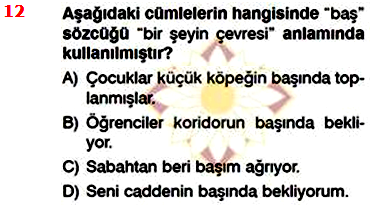 12 Aşağıdaki cümlelerin hangisinde "baş"
sözcüğü "bir şeyin çevresi" anlamında
kullanılmıştır?
A) Çocuklar küçük köpeğin başında top-
lanmışlar.
B) Öğrenciler koridorun başında bekli-
yor.
C) Sabahtan beri başım ağrıyor.
D) Seni caddenin başında bekliyorum.